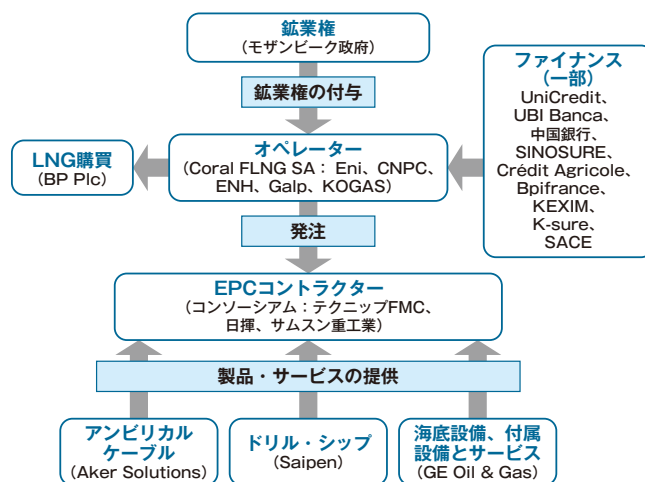 鉱業権
(モザンビーク政府)
鉱業権の付与
ファイナンス
(一部)
UniCredit、
UBI Banca、
中国銀行、
SINOSURE、
Crédit Agricole、
Bpifrance、
KEXIM、
K-sure、
SACE
LNG購買
(BP Plc)
オペレーター
(Coral FLNG SA： Eni、CNPC、
ENH、Galp、KOGAS)
発注
EPCコントラクター
(コンソーシアム：テクニップFMC、
日揮、サムスン重工業)
製品・サービスの提供
アンビリカル
ケーブル
(Aker Solutions)
ドリル・シップ
(Saipen)
海底設備、付属
設備とサービス
(GE Oil & Gas)